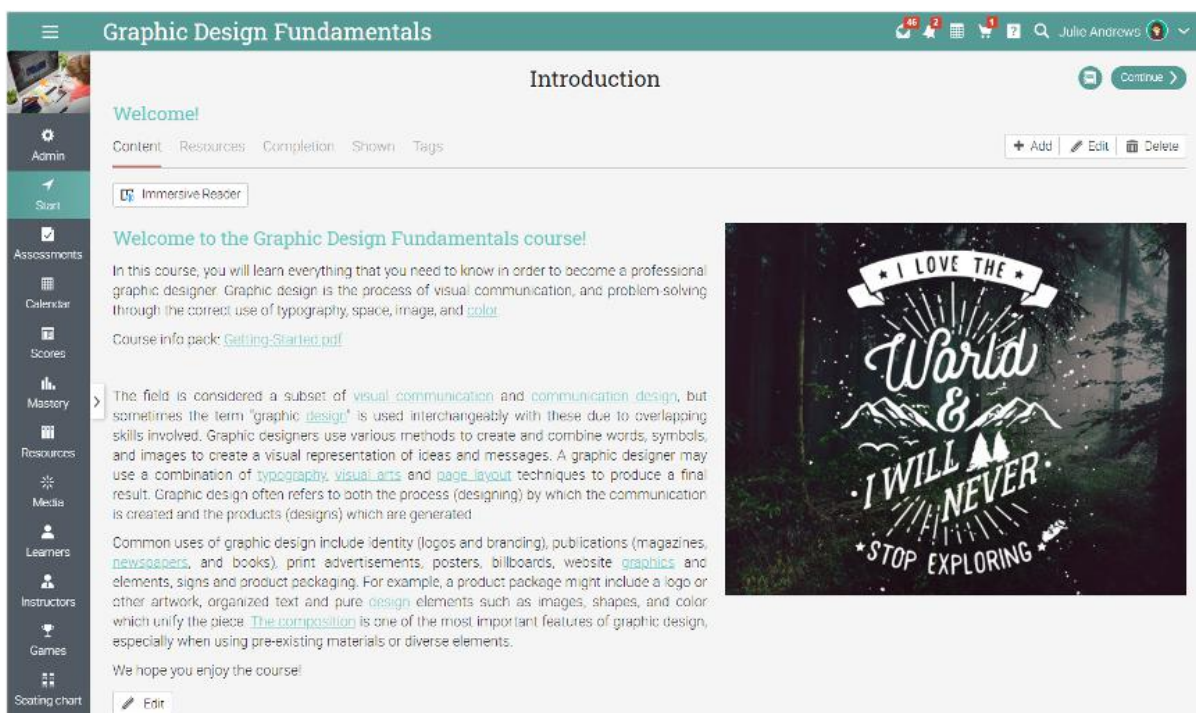 Graphic Design Fundamentals
46
2
1
?
Julie Andrews
Introduction
Continue
Welcome!
Content Resources Completion Shown Tags
+ Add Edit Delete
Immersive Reader
Admin
Start
Assessments
Calendar
Scores
Mastery
Resources
Media
Learners
Instructors
Games
Seating chart
Welcome to the Graphic Design Fundamentals course!
In this course, you will learn everything that you need to know in order to become a professional
graphic designer. Graphic design is the process of visual communication, and problem-solving
through the correct use of typography, space, image, and color.
Course info pack: Getting-Started.pdf
The field is considered a subset of visual communication and communication design, but
sometimes the term "graphic design" is used interchangeably with these due to overlapping
skills involved. Graphic designers use various methods to create and combine words, symbols,
and images to create a visual representation of ideas and messages. A graphic designer may
use a combination of typography, visual arts and page layout techniques to produce a final
result. Graphic design often refers to both the process (designing) by which the communication
is created and the products (designs) which are generated.
Common uses of graphic design include identity (logos and branding), publications (magazines,
newspapers, and books), print advertisements, posters, billboards, website graphics and
elements, signs and product packaging. For example, a product package might include a logo or
other artwork, organized text and pure design elements such as images, shapes, and color
which unify the piece. The composition is one of the most important features of graphic design,
especially when using pre-existing materials or diverse elements.
We hope you enjoy the course!
Edit
I LOVE THE
World
&
I WILL
NEVER
STOP EXPLORING